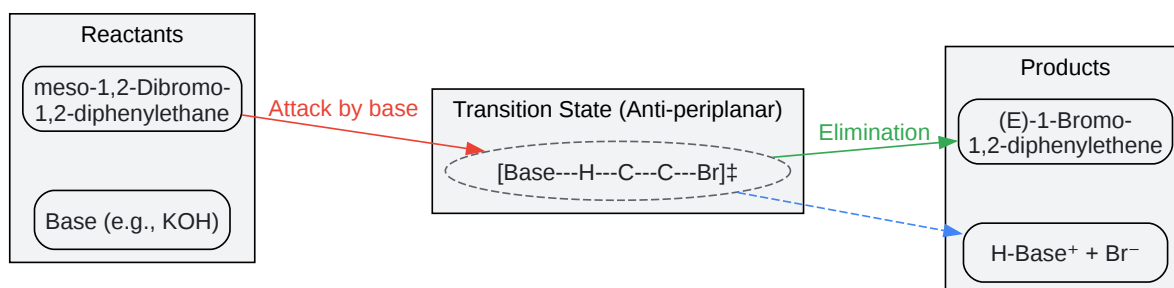 Reactants
meso-1,2-Dibromo-
1,2-diphenylethane
Base (e.g., KOH)
Attack by base
Transition State (Anti-periplanar)
[Base---H---C---C---Br]‡
Elimination
Products
(E)-1-Bromo-
1,2-diphenylethene
H-Base⁺ + Br⁻